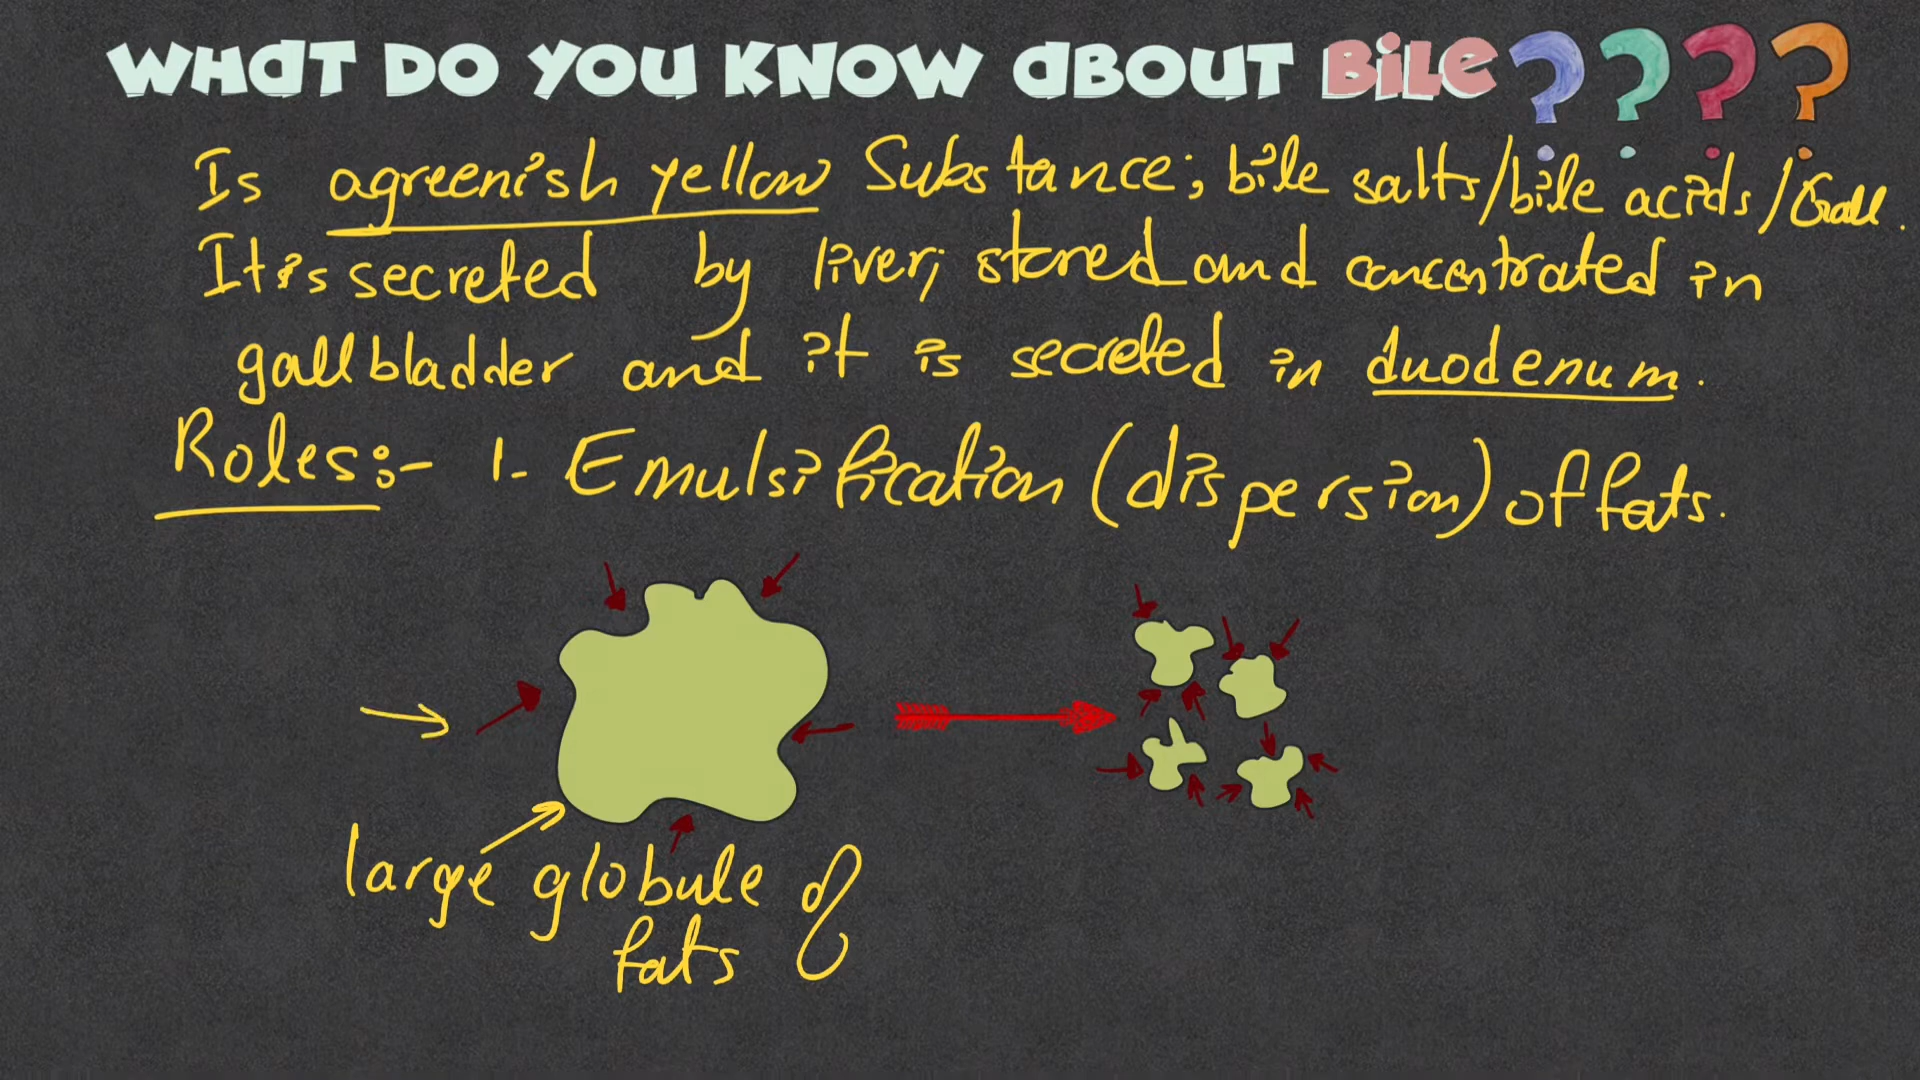 WHAT DO YOU KNOW ABOUT BILE????
Is agreenish yellow Substance; bile salts/bile acids/Gall.
It is secreted by liver; stored and concentrated in
gallbladder and it is secreted in duodenum.
Roles:- 1- Emulsification (dispersion) of fats.
large globule of
fats